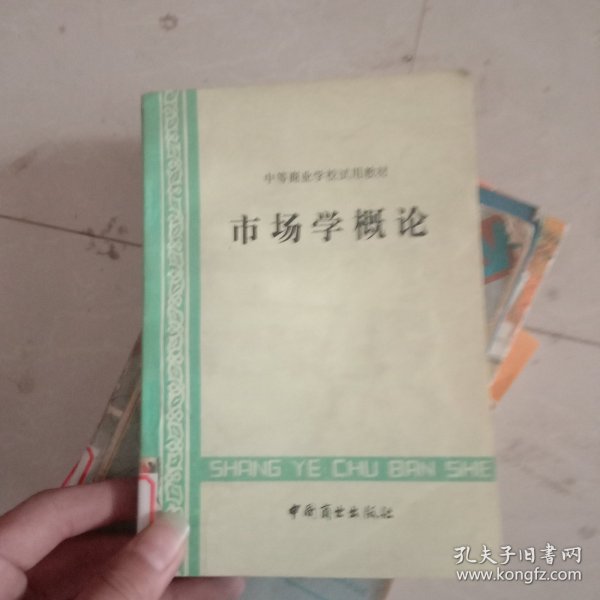 中等商业学校试用教材
市场学概论
SHANG YE CHU BAN SHE
中国商业出版社
孔夫子旧书网
www.kongfz.com